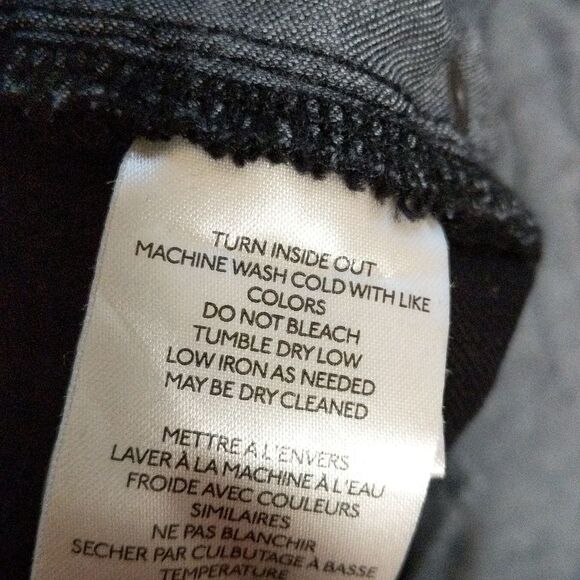 TURN INSIDE OUT
MACHINE WASH COLD WITH LIKE
COLORS
DO NOT BLEACH
TUMBLE DRY LOW
LOW IRON AS NEEDED
MAY BE DRY CLEANED
METTRE A L'ENVERS
LAVER À LA MACHINE À L'EAU
FROIDE AVEC COULEURS
SIMILAIRES
NE PAS BLANCHIR
SECHER PAR CULBUTAGE À BASSE
TEMPERATURE